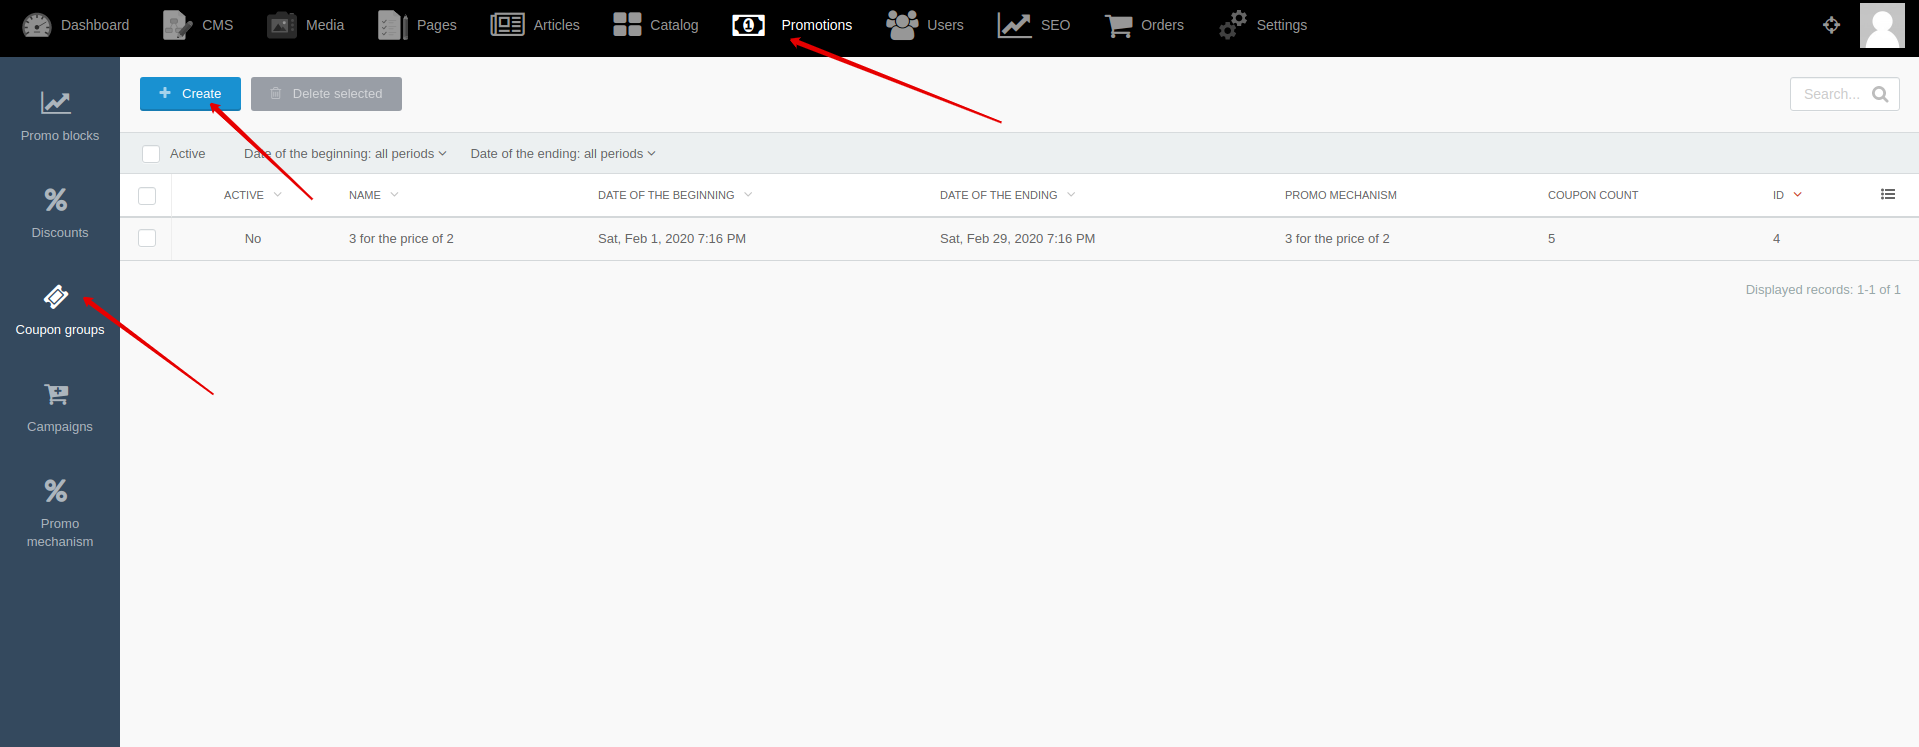 Dashboard CMS Media Pages Articles Catalog Promotions Users SEO Orders Settings
Promo blocks
Discounts
Coupon groups
Campaigns
Promo
mechanism
Create Delete selected Search...
Active Date of the beginning: all periods Date of the ending: all periods
ACTIVE NAME DATE OF THE BEGINNING DATE OF THE ENDING PROMO MECHANISM COUPON COUNT ID
No 3 for the price of 2 Sat, Feb 1, 2020 7:16 PM Sat, Feb 29, 2020 7:16 PM 3 for the price of 2 5 4
Displayed records: 1-1 of 1